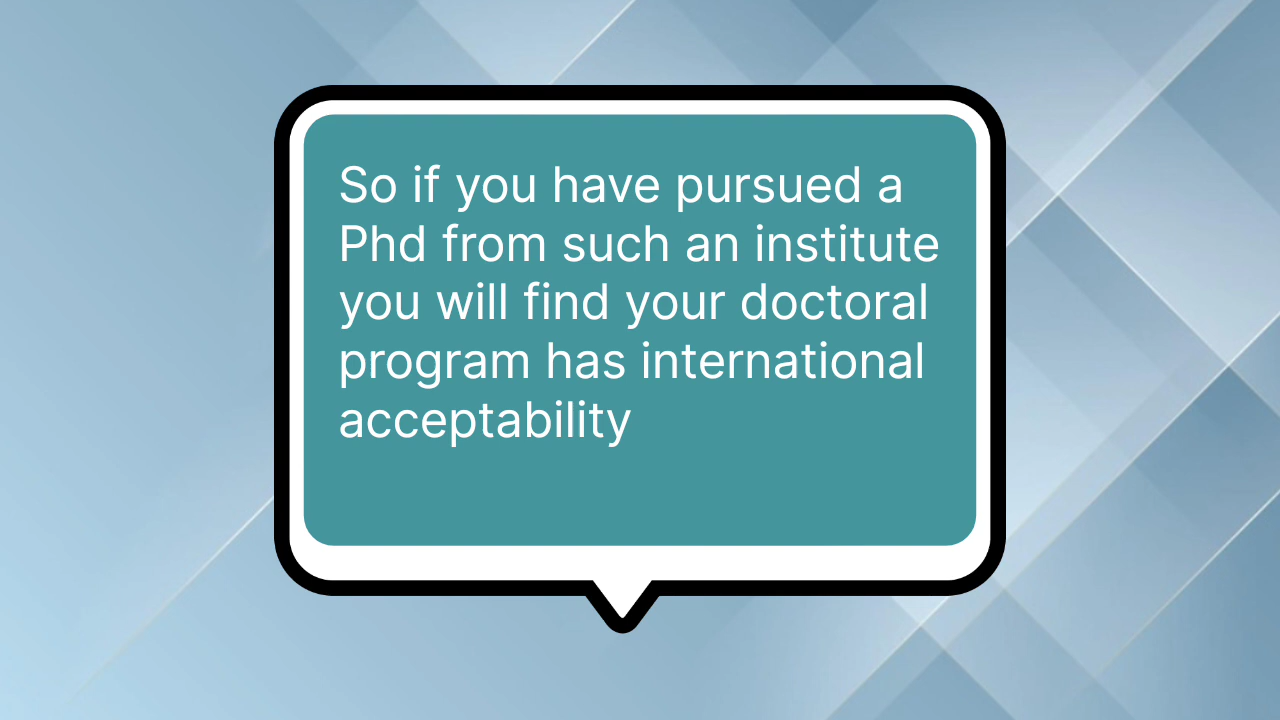 So if you have pursued a
Phd from such an institute
you will find your doctoral
program has international
acceptability